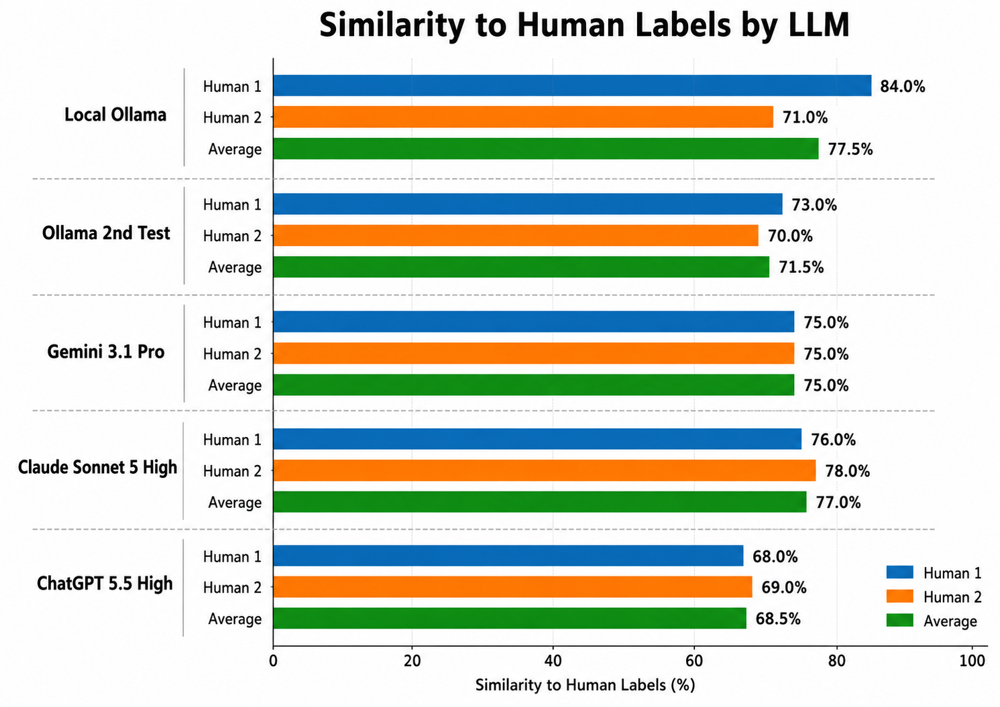 Similarity to Human Labels by LLM
Local Ollama
Human 1
84.0%
Human 2
71.0%
Average
77.5%
Ollama 2nd Test
Human 1
73.0%
Human 2
70.0%
Average
71.5%
Gemini 3.1 Pro
Human 1
75.0%
Human 2
75.0%
Average
75.0%
Claude Sonnet 5 High
Human 1
76.0%
Human 2
78.0%
Average
77.0%
ChatGPT 5.5 High
Human 1
68.0%
Human 2
69.0%
Average
68.5%
Human 1
Human 2
Average
0 20 40 60 80 100
Similarity to Human Labels (%)